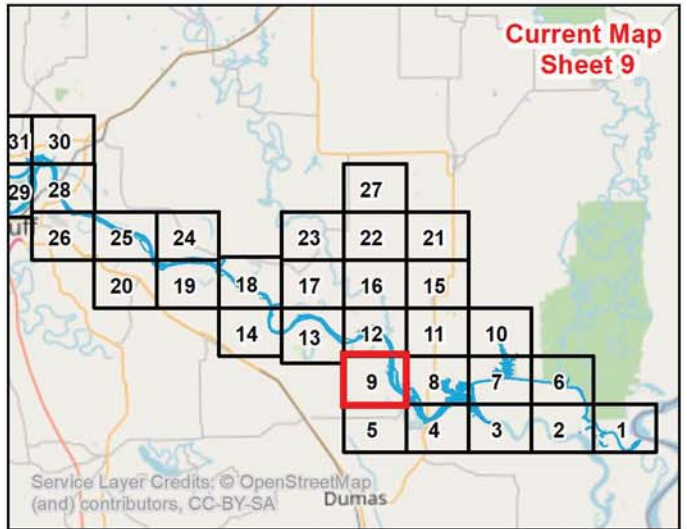 Current Map
Sheet 9
31 30
27
29 28
uff
26 25 24 23 22 21
20 19 18 17 16 15
14 13 12 11 10
9 8 7 6
5 4 3 2 1
Service Layer Credits: © OpenStreetMap
(and) contributors, CC-BY-SA
Dumas